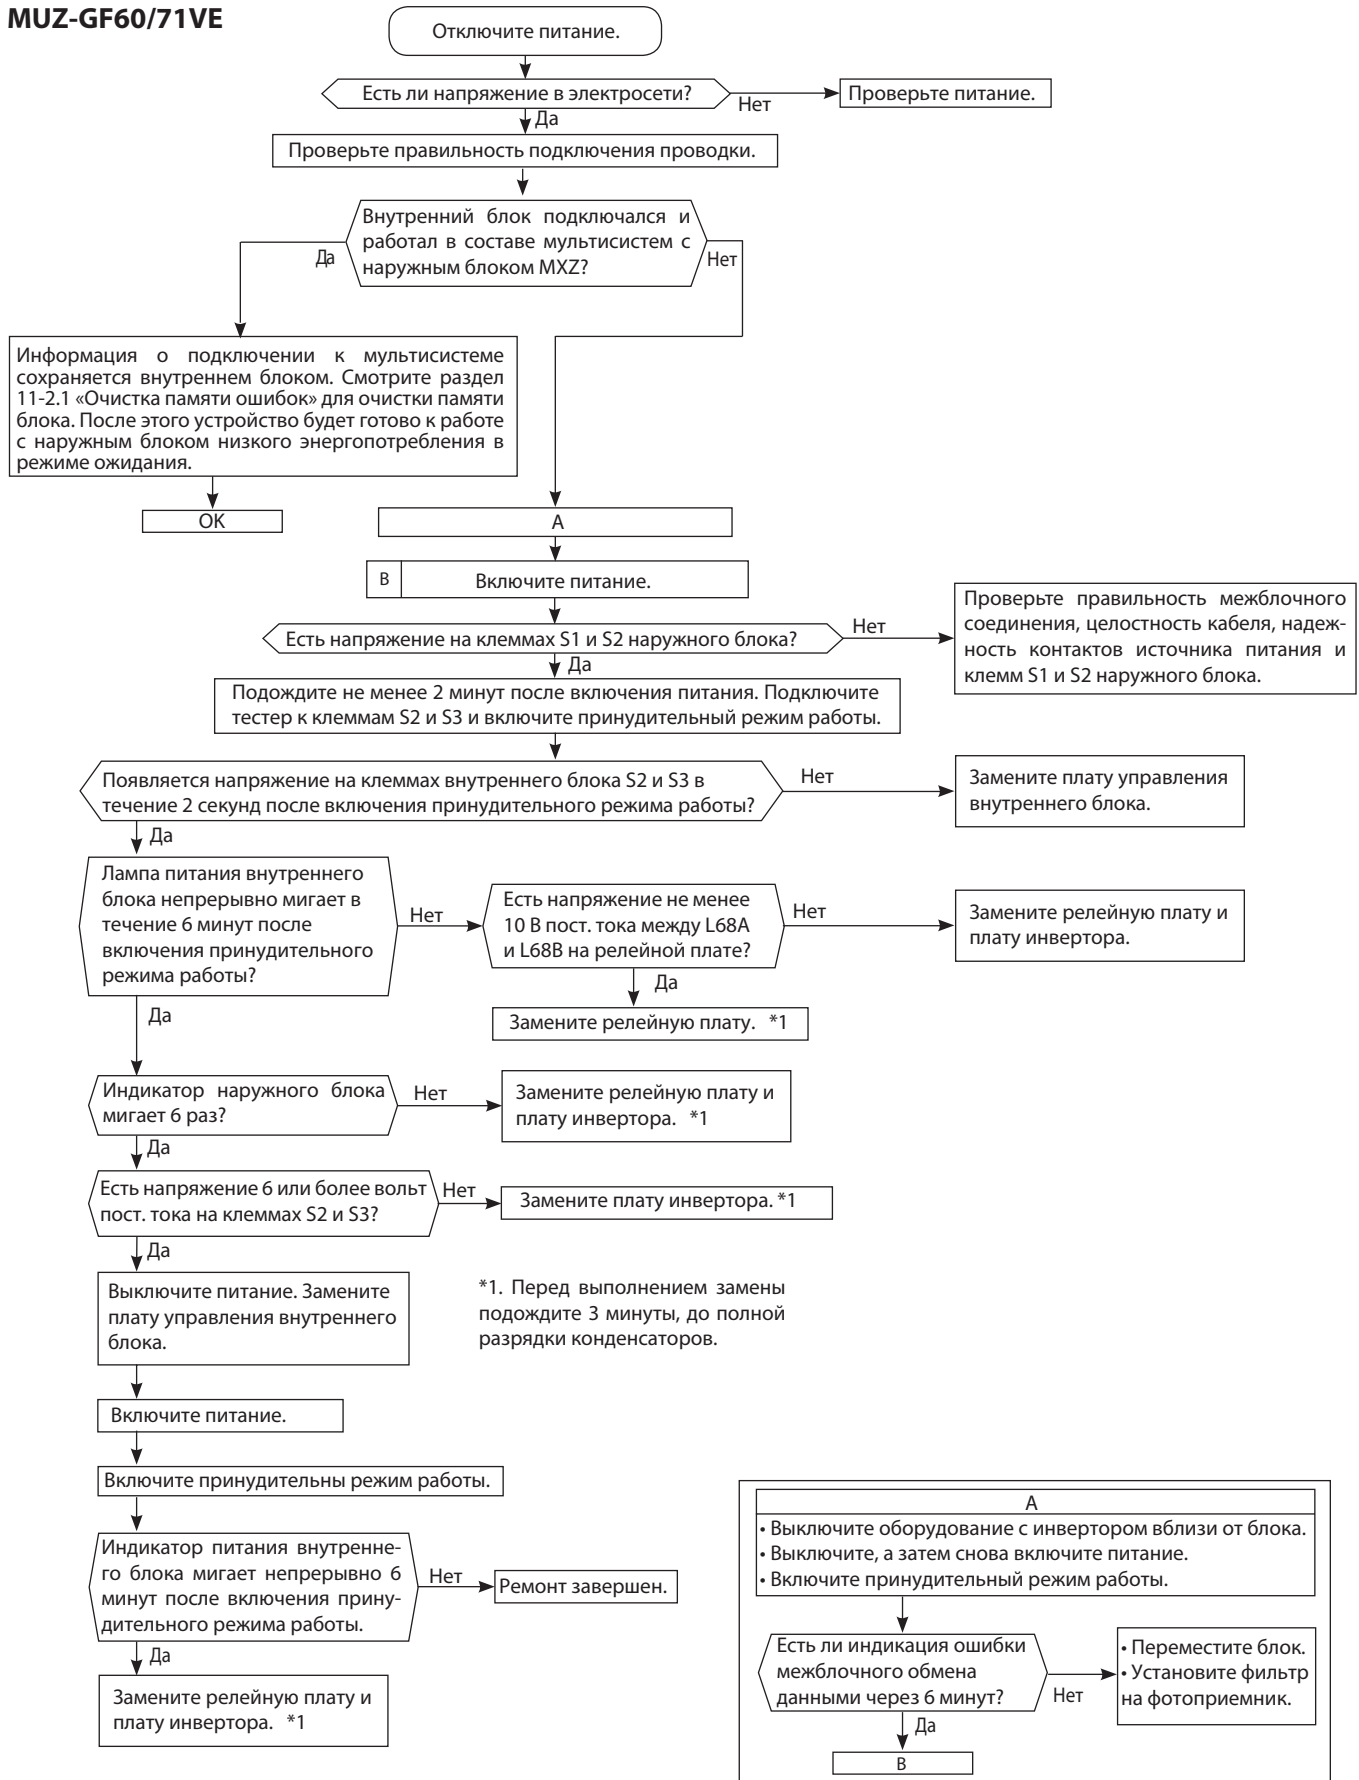 MUZ-GF60/71VE
Отключите питание.
Есть ли напряжение в электросети?
Нет
Проверьте питание.
Да
Проверьте правильность подключения проводки.
Внутренний блок подключался и
работал в составе мультисистем с
наружным блоком MXZ?
Да
Нет
Информация о подключении к мультисистеме
сохраняется внутреннем блоком. Смотрите раздел
11-2.1 «Очистка памяти ошибок» для очистки памяти
блока. После этого устройство будет готово к работе
с наружным блоком низкого энергопотребления в
режиме ожидания.
OK
A
B
Включите питание.
Есть напряжение на клеммах S1 и S2 наружного блока?
Нет
Проверьте правильность межблочного
соединения, целостность кабеля, надеж-
ность контактов источника питания и
клемм S1 и S2 наружного блока.
Да
Подождите не менее 2 минут после включения питания. Подключите
тестер к клеммам S2 и S3 и включите принудительный режим работы.
Появляется напряжение на клеммах внутреннего блока S2 и S3 в
течение 2 секунд после включения принудительного режима работы?
Нет
Замените плату управления
внутреннего блока.
Да
Лампа питания внутреннего
блока непрерывно мигает в
течение 6 минут после
включения принудительного
режима работы?
Нет
Есть напряжение не менее
10 В пост. тока между L68A
и L68B на релейной плате?
Нет
Замените релейную плату и
плату инвертора.
Да
Замените релейную плату. *1
Да
Индикатор наружного блока
мигает 6 раз?
Нет
Замените релейную плату и
плату инвертора. *1
Да
Есть напряжение 6 или более вольт
пост. тока на клеммах S2 и S3?
Нет
Замените плату инвертора. *1
Да
Выключите питание. Замените
плату управления внутреннего
блока.
*1. Перед выполнением замены
подождите 3 минуты, до полной
разрядки конденсаторов.
Включите питание.
Включите принудительны режим работы.
Индикатор питания внутренне-
го блока мигает непрерывно 6
минут после включения прину-
дительного режима работы.
Нет
Ремонт завершен.
Да
Замените релейную плату и
плату инвертора. *1
A
• Выключите оборудование с инвертором вблизи от блока.
• Выключите, а затем снова включите питание.
• Включите принудительный режим работы.
Есть ли индикация ошибки
межблочного обмена
данными через 6 минут?
Нет
• Переместите блок.
• Установите фильтр
на фотоприемник.
Да
B